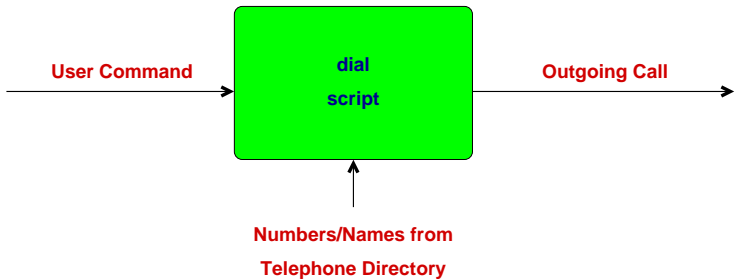 User Command
dial
script
Outgoing Call
Numbers/Names from
Telephone Directory